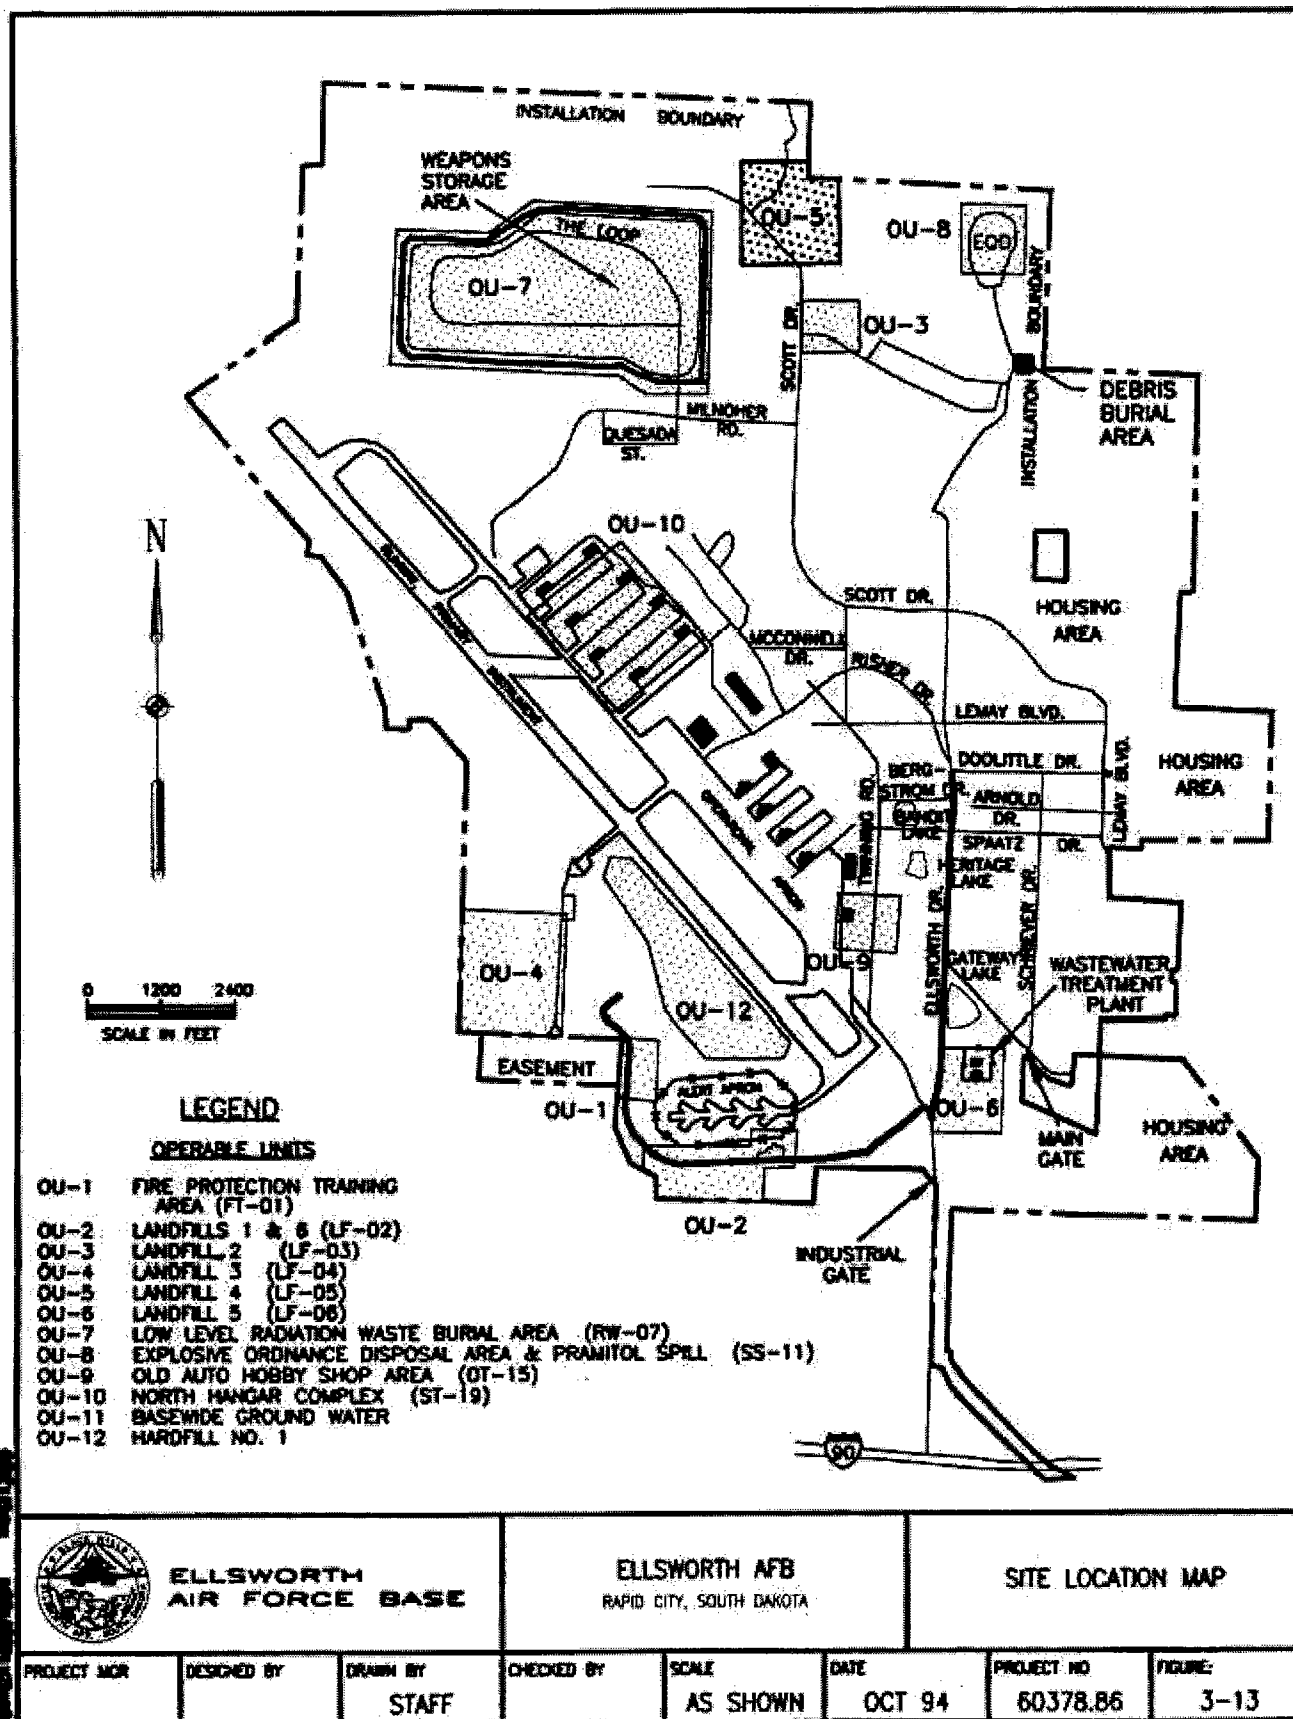 INSTALLATION BOUNDARY
WEAPONS
STORAGE
AREA
THE LOOP
OU-7
OU-5
OU-8
EOD
INSTALLATION BOUNDARY
OU-3
SCOTT DR.
DEBRIS
BURIAL
AREA
MILNOHER
RD.
QUESADA
ST.
N
OU-10
PRIMARY
INSTRUMENT
SCOTT DR.
HOUSING
AREA
MCCONNELL
DR.
RISHER DR.
LEMAY BLVD.
DOOLITTLE DR.
HOUSING
AREA
LEMAY BLVD.
BERG-
STROM DR.
ARNOLD
DR.
BANDIT
LAKE
SPAATZ DR.
HERITAGE
LAKE
TWINING RD.
OPERATIONAL
APRON
ELLSWORTH DR.
SCHRIEVER DR.
OU-9
OU-4
OU-12
GATEWAY
LAKE
WASTEWATER
TREATMENT
PLANT
0 1200 2400
SCALE IN FEET
EASEMENT
ALERT APRON
OU-1
OU-6
MAIN
GATE
HOUSING
AREA
OU-2
INDUSTRIAL
GATE
90
LEGEND
OPERABLE UNITS
OU-1 FIRE PROTECTION TRAINING
AREA (FT-01)
OU-2 LANDFILLS 1 & 6 (LF-02)
OU-3 LANDFILL 2 (LF-03)
OU-4 LANDFILL 3 (LF-04)
OU-5 LANDFILL 4 (LF-05)
OU-6 LANDFILL 5 (LF-06)
OU-7 LOW LEVEL RADIATION WASTE BURIAL AREA (RW-07)
OU-8 EXPLOSIVE ORDNANCE DISPOSAL AREA & PRAMITOL SPILL (SS-11)
OU-9 OLD AUTO HOBBY SHOP AREA (OT-15)
OU-10 NORTH HANGAR COMPLEX (ST-19)
OU-11 BASEWIDE GROUND WATER
OU-12 HARDFILL NO. 1
ELLSWORTH
AIR FORCE BASE
ELLSWORTH AFB
RAPID CITY, SOUTH DAKOTA
SITE LOCATION MAP
PROJECT MGR
DESIGNED BY
DRAWN BY
STAFF
CHECKED BY
SCALE
AS SHOWN
DATE
OCT 94
PROJECT NO
60378.86
FIGURE:
3-13